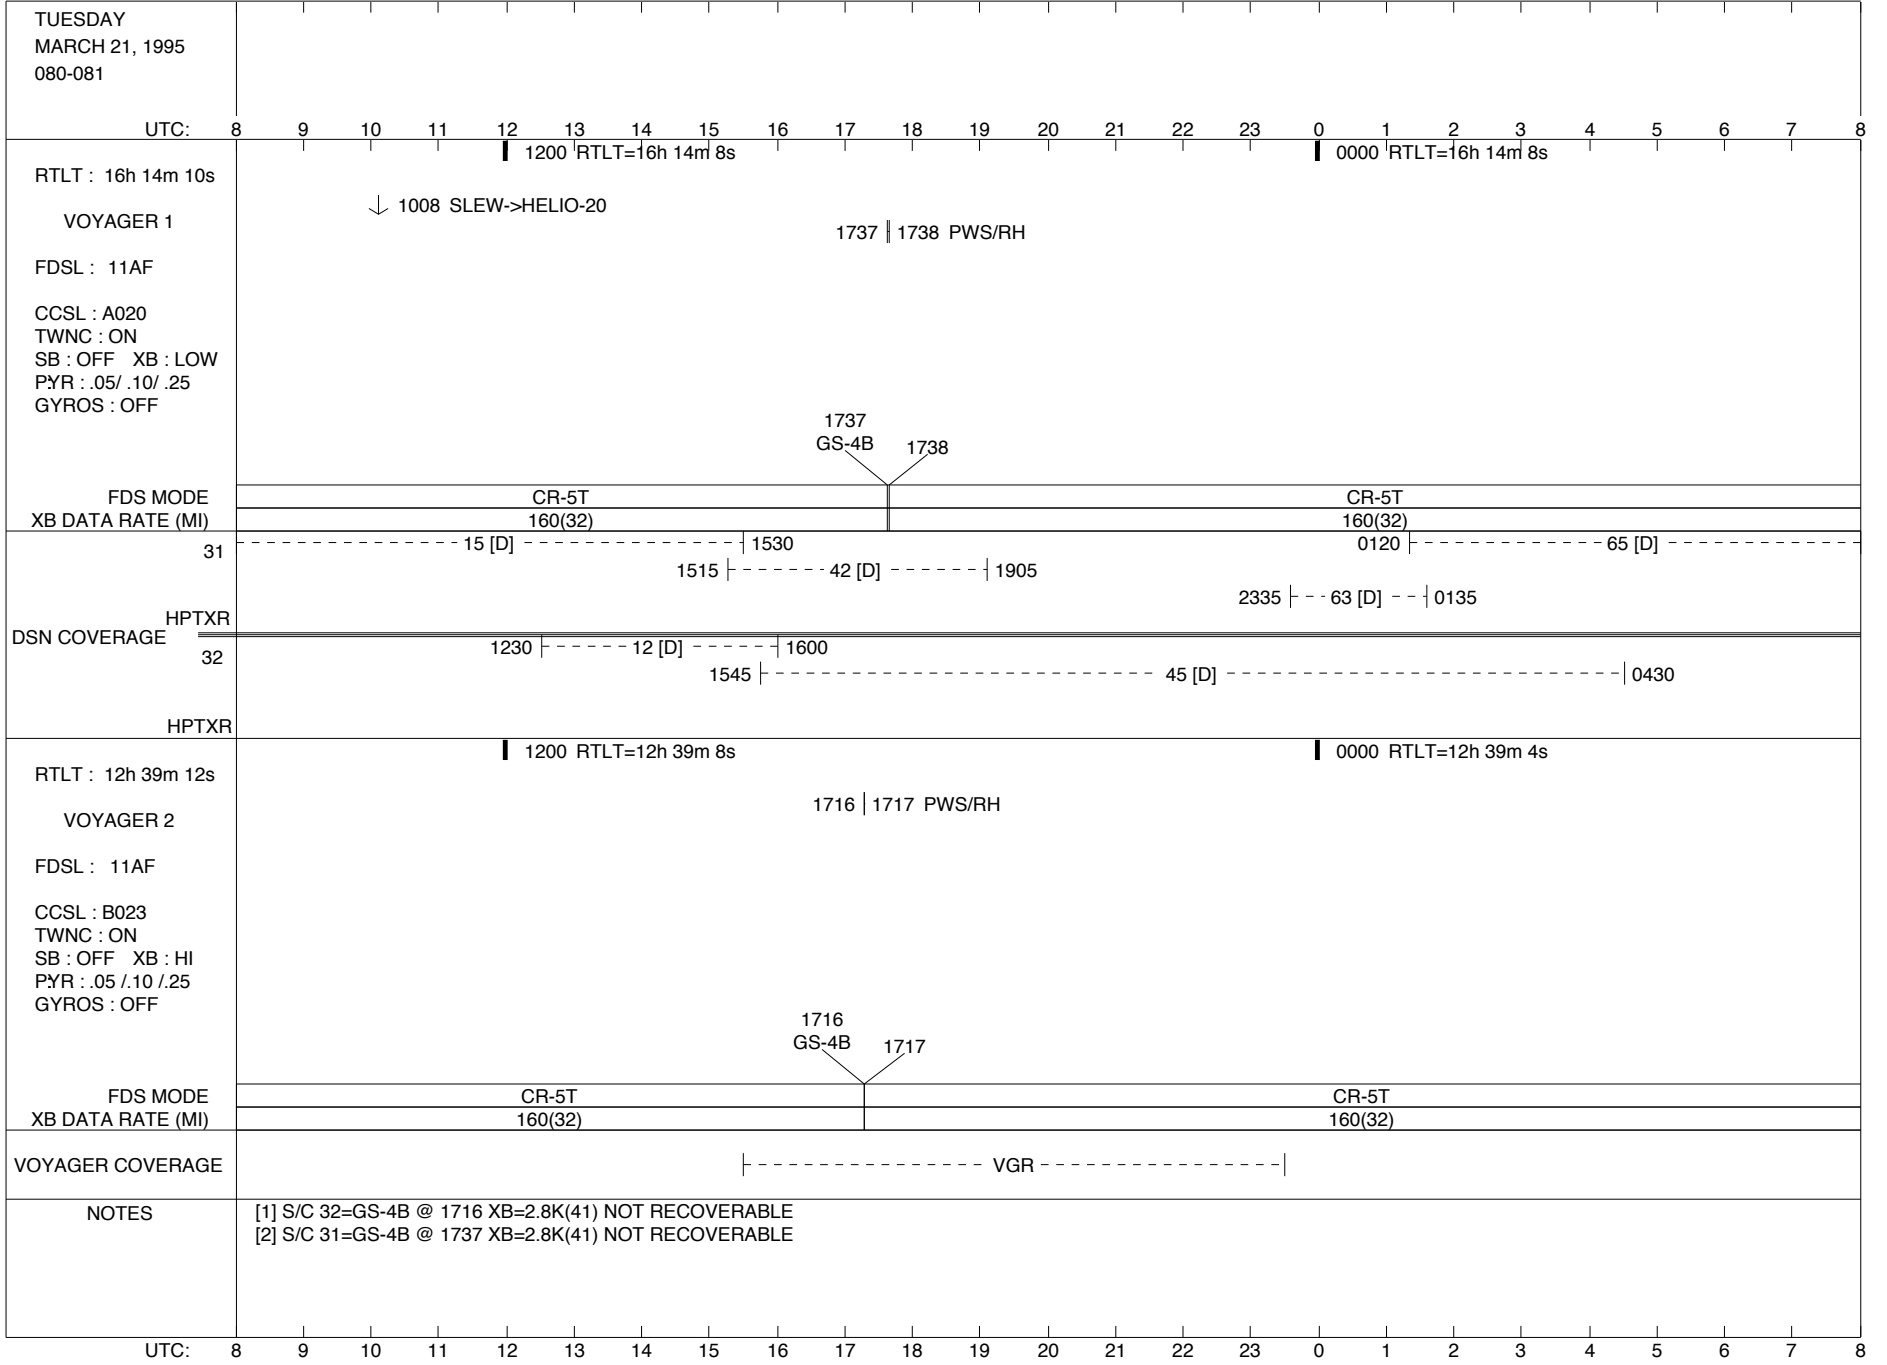 TUESDAY
MARCH 21, 1995
080-081
UTC: 8 9 10 11 12 13 14 15 16 17 18 19 20 21 22 23 0 1 2 3 4 5 6 7 8
1200 RTLT=16h 14m 8s 0000 RTLT=16h 14m 8s
RTLT : 16h 14m 10s
1008 SLEW->HELIO-20
VOYAGER 1
1737 1738 PWS/RH
FDSL : 11AF
CCSL : A020
TWNC : ON
SB : OFF XB : LOW
P:YR : .05/ .10/ .25
GYROS : OFF
1737
GS-4B 1738
FDS MODE CR-5T CR-5T
XB DATA RATE (MI) 160(32) 160(32)
31 15 [D] 1530 0120 65 [D]
1515 42 [D] 1905
2335 63 [D] 0135
HPTXR
DSN COVERAGE
32 1230 12 [D] 1600
1545 45 [D] 0430
HPTXR
1200 RTLT=12h 39m 8s 0000 RTLT=12h 39m 4s
RTLT : 12h 39m 12s
1716 1717 PWS/RH
VOYAGER 2
FDSL : 11AF
CCSL : B023
TWNC : ON
SB : OFF XB : HI
P:YR : .05 /.10 /.25
GYROS : OFF
1716
GS-4B 1717
FDS MODE CR-5T CR-5T
XB DATA RATE (MI) 160(32) 160(32)
VOYAGER COVERAGE VGR
NOTES [1] S/C 32=GS-4B @ 1716 XB=2.8K(41) NOT RECOVERABLE
[2] S/C 31=GS-4B @ 1737 XB=2.8K(41) NOT RECOVERABLE
UTC: 8 9 10 11 12 13 14 15 16 17 18 19 20 21 22 23 0 1 2 3 4 5 6 7 8